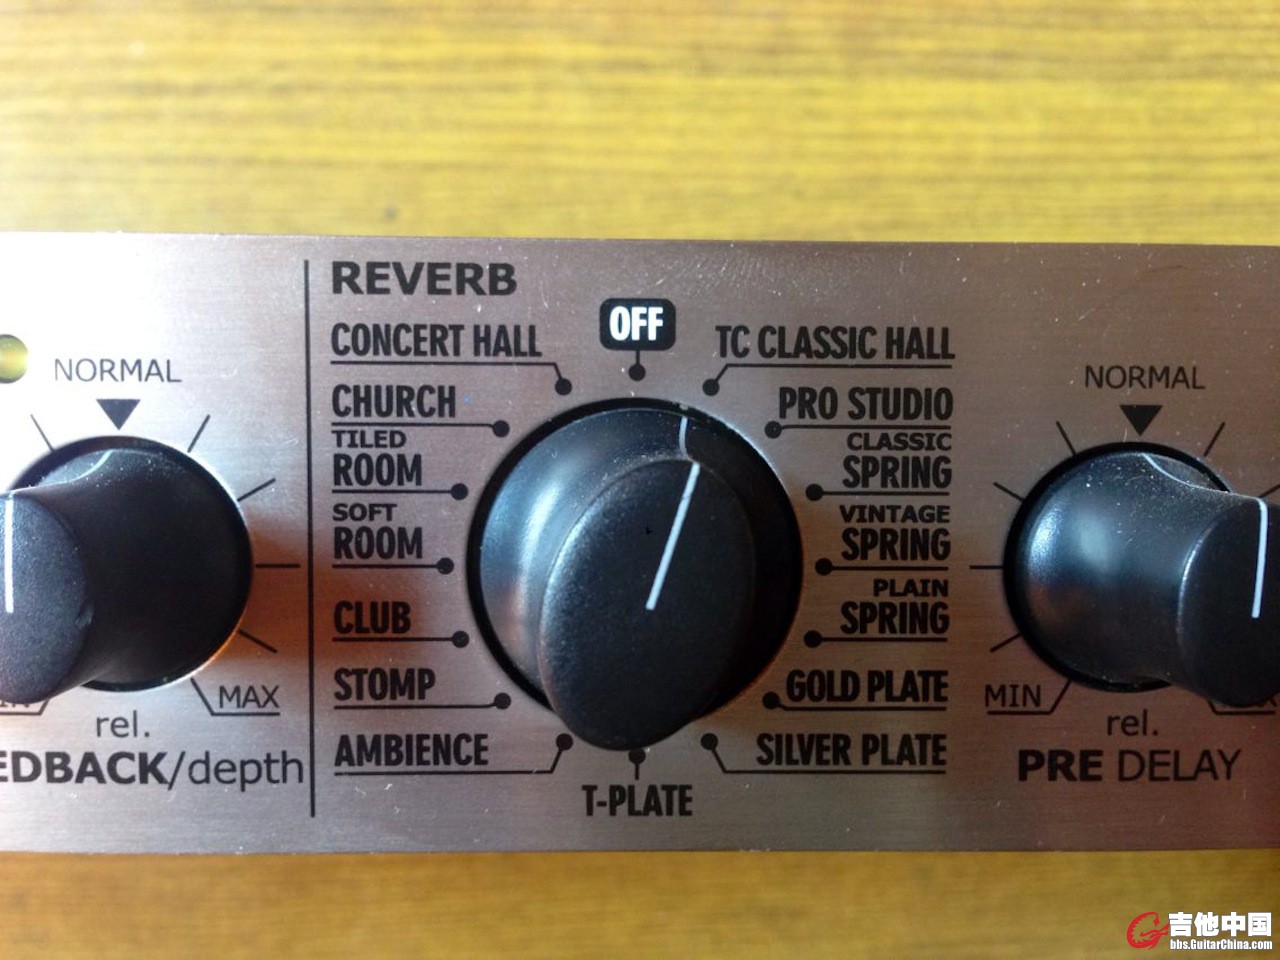 REVERB
OFF
CONCERT HALL
TC CLASSIC HALL
NORMAL
NORMAL
CHURCH
PRO STUDIO
TILED
ROOM
CLASSIC
SPRING
SOFT
ROOM
VINTAGE
SPRING
CLUB
PLAIN
SPRING
STOMP
GOLD PLATE
MAX
MIN
AMBIENCE
SILVER PLATE
rel.
EDBACK/depth
rel.
PRE DELAY
T-PLATE
吉他中国
bbs.GuitarChina.com